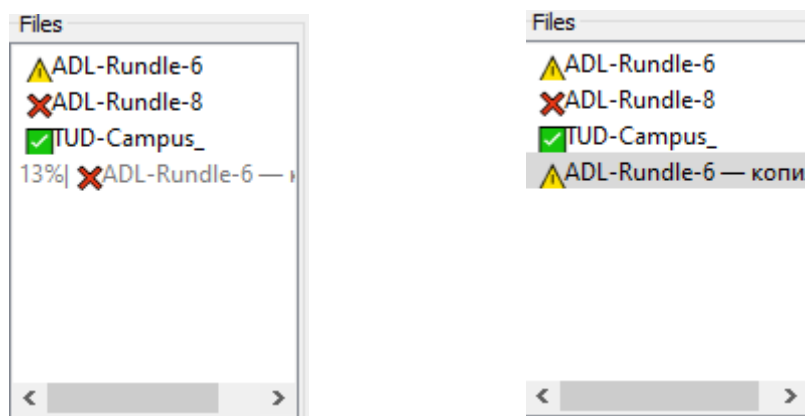 Files
ADL-Rundle-6
ADL-Rundle-8
TUD-Campus_
13%| ADL-Rundle-6 —
Files
ADL-Rundle-6
ADL-Rundle-8
TUD-Campus_
ADL-Rundle-6 — копи